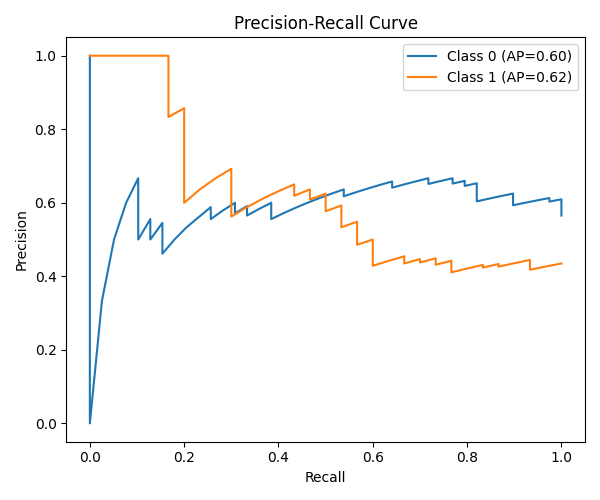 Precision-Recall Curve
Class 0 (AP=0.60)
Class 1 (AP=0.62)
Precision
1.0
0.8
0.6
0.4
0.2
0.0
0.0 0.2 0.4 0.6 0.8 1.0
Recall